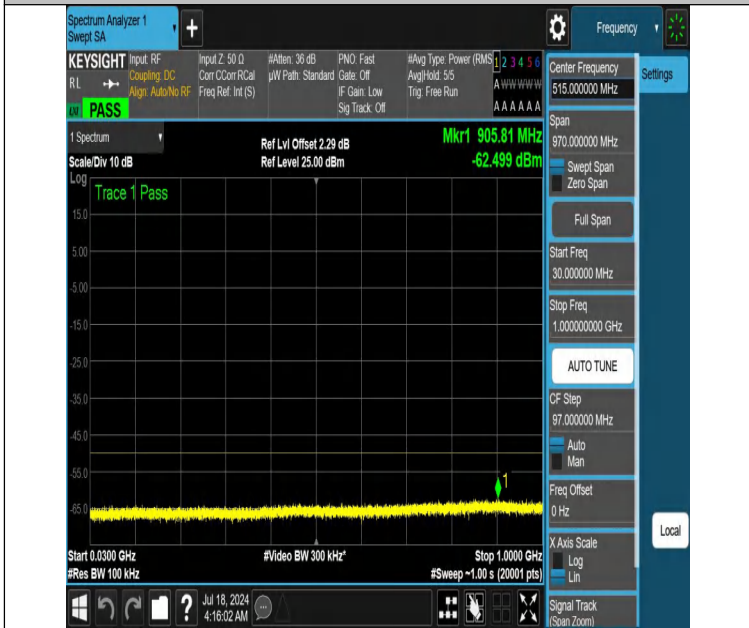 Spectrum Analyzer 1
Swept SA
+
Frequency
KEYSIGHT
RL
PASS
Input: RF
Coupling: DC
Align: Auto/No RF
Input Z: 50 Ω
Corr CCorr RCal
Freq Ref: Int (S)
#Atten: 36 dB
µW Path: Standard
PNO: Fast
Gate: Off
IF Gain: Low
Sig Track: Off
#Avg Type: Power (RMS
Avg|Hold: 5/5
Trig: Free Run
1 2 3 4 5 6
A W W W W W
A A A A A A
1 Spectrum
Scale/Div 10 dB
Ref Lvl Offset 2.29 dB
Ref Level 25.00 dBm
Mkr1 905.81 MHz
-62.499 dBm
Log
Trace 1 Pass
15.0
5.00
-5.00
-15.0
-25.0
-35.0
-45.0
-55.0
-65.0
1
Start 0.0300 GHz
#Res BW 100 kHz
#Video BW 300 kHz*
Stop 1.0000 GHz
#Sweep ~1.00 s (20001 pts)
?
Jul 18, 2024
4:16:02 AM
Center Frequency
515.000000 MHz
Span
970.000000 MHz
Swept Span
Zero Span
Full Span
Start Freq
30.000000 MHz
Stop Freq
1.000000000 GHz
AUTO TUNE
CF Step
97.000000 MHz
Auto
Man
Freq Offset
0 Hz
X Axis Scale
Log
Lin
Signal Track
(Span Zoom)
Settings
Local